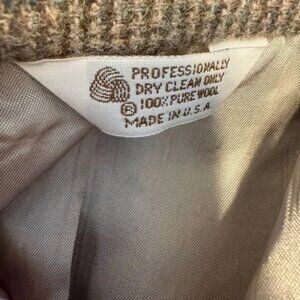 PROFESSIONALLY
DRY CLEAN ONLY
100% PURE WOOL
® MADE IN U.S.A.